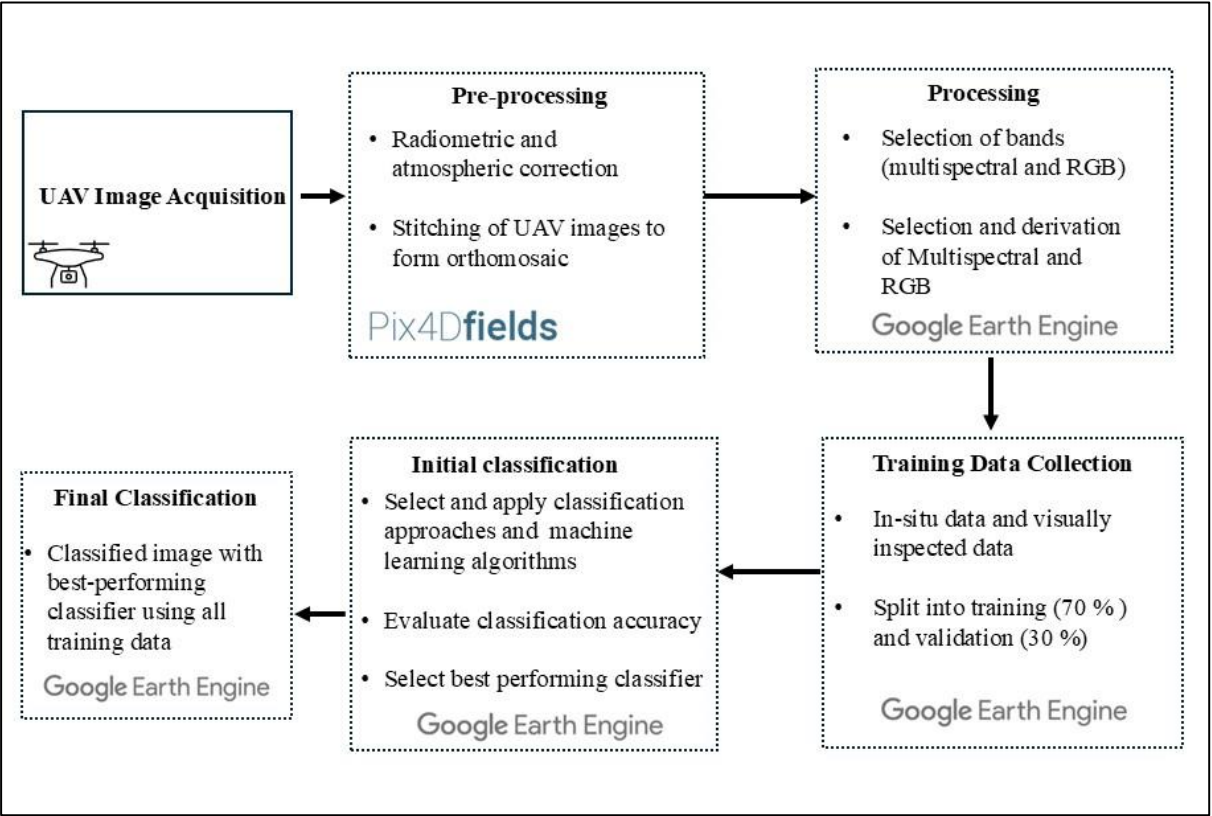 UAV Image Acquisition
Pre-processing
• Radiometric and
atmospheric correction
• Stitching of UAV images to
form orthomosaic
Pix4Dfields
Processing
• Selection of bands
(multispectral and RGB)
• Selection and derivation
of Multispectral and
RGB
Google Earth Engine
Training Data Collection
• In-situ data and visually
inspected data
• Split into training (70 % )
and validation (30 %)
Google Earth Engine
Initial classification
• Select and apply classification
approaches and machine
learning algorithms
• Evaluate classification accuracy
• Select best performing classifier
Google Earth Engine
Final Classification
• Classified image with
best-performing
classifier using all
training data
Google Earth Engine